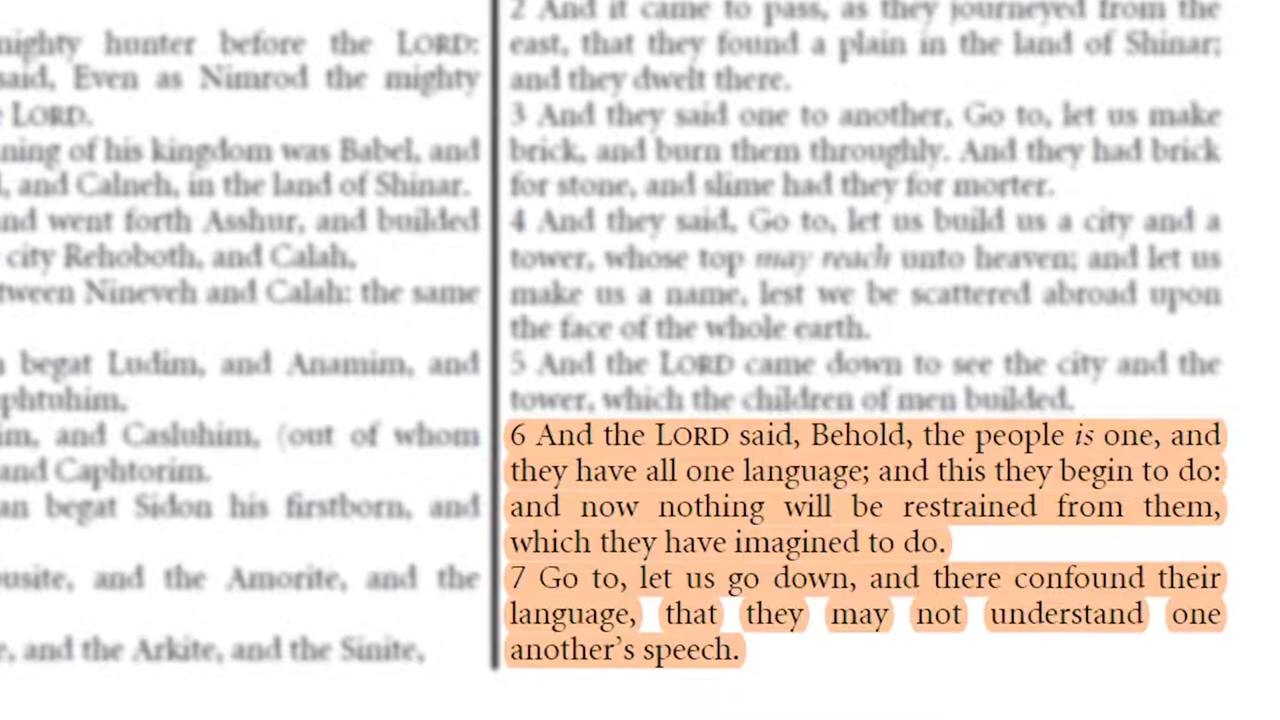 mighty hunter before the LORD:
said, Even as Nimrod the mighty
LORD.
of his kingdom was Babel, and
and Calneh, in the land of Shinar.
went forth Asshur, and builded
city Rehoboth, and Calah,
Nineveh and Calah: the same
begat Ludim, and Anamim, and
and Casluhim, (out of whom
and Caphtorim.
begat Sidon his firstborn, and
and the Amorite, and the
and the Arkite, and the Sinite,
2 And it came to pass, as they journeyed from the
east, that they found a plain in the land of Shinar;
and they dwelt there.
3 And they said one to another, Go to, let us make
brick, and burn them throughly. And they had brick
for stone, and slime had they for morter.
4 And they said, Go to, let us build us a city and a
tower, whose top may reach unto heaven; and let us
make us a name, lest we be scattered abroad upon
the face of the whole earth.
5 And the LORD came down to see the city and the
tower, which the children of men builded.
6 And the LORD said, Behold, the people is one, and
they have all one language; and this they begin to do:
and now nothing will be restrained from them,
which they have imagined to do.
7 Go to, let us go down, and there confound their
language, that they may not understand one
another's speech.